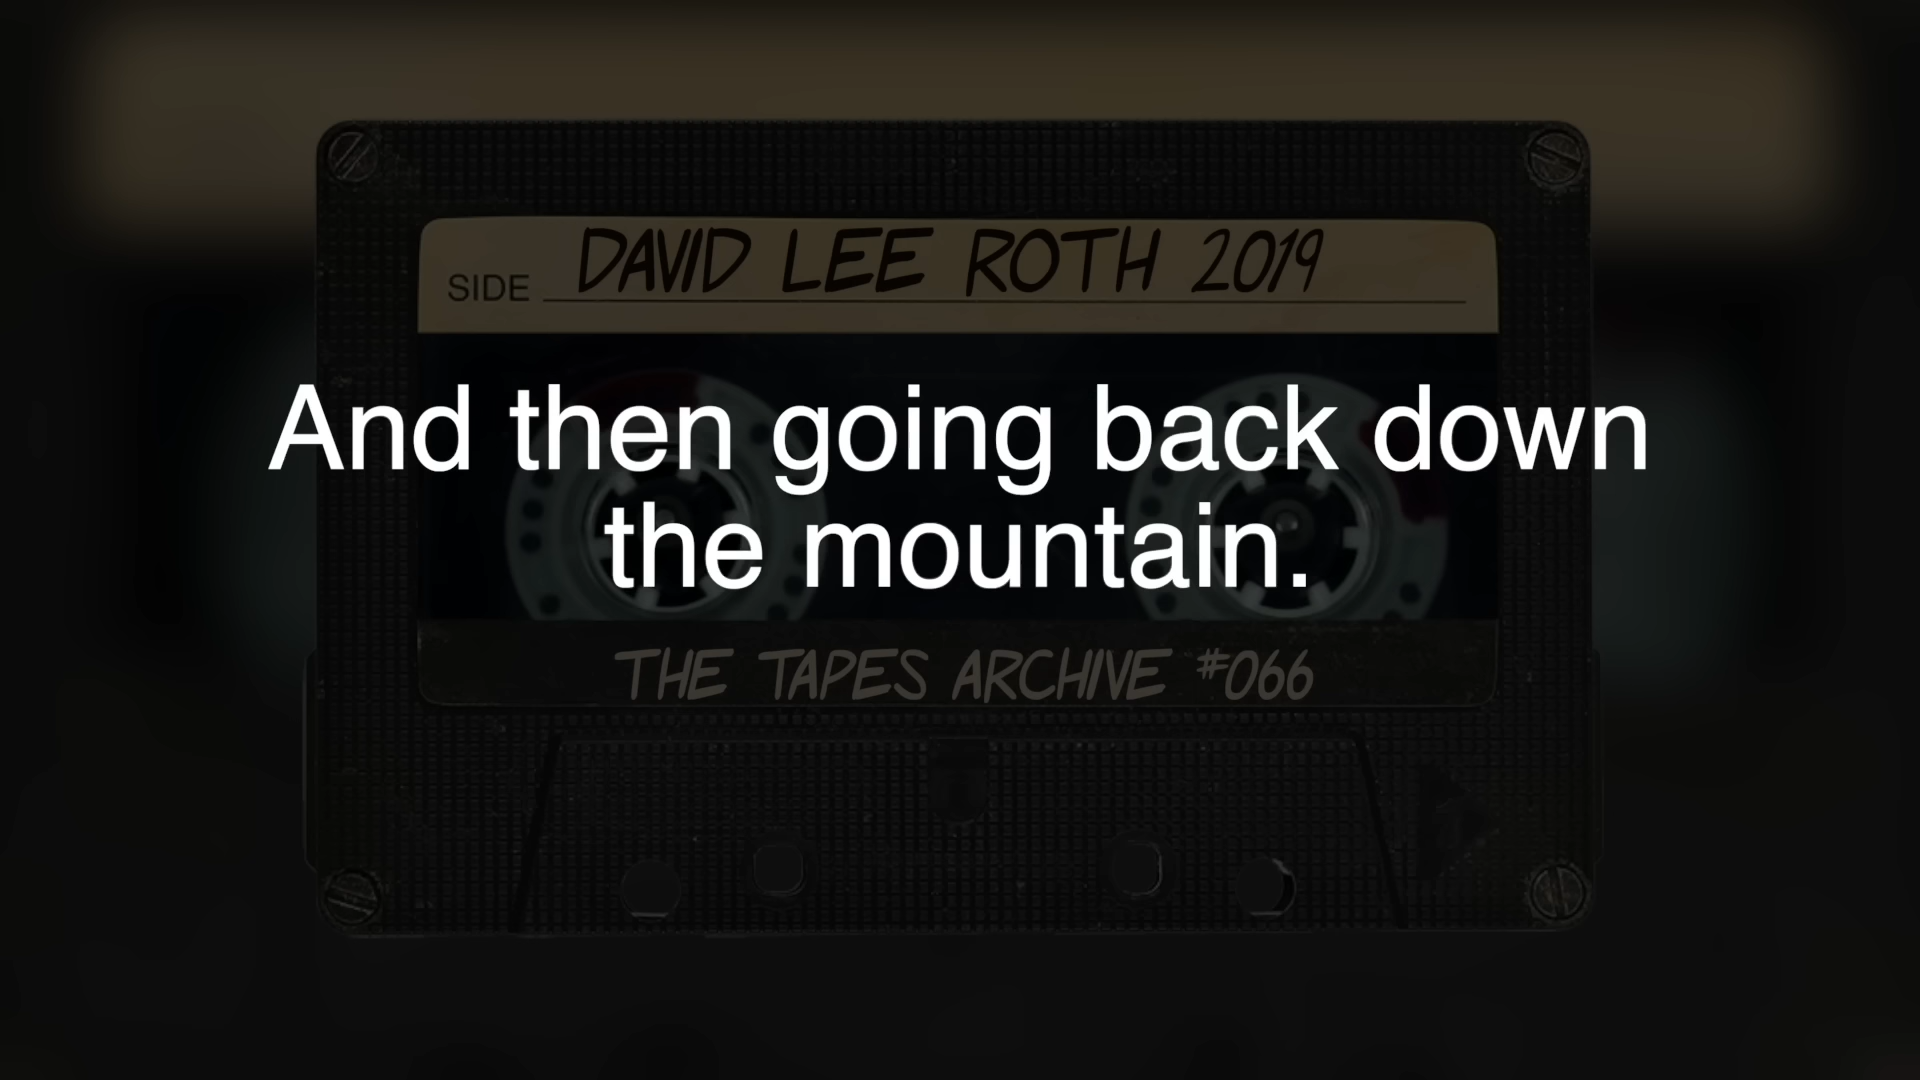 SIDE DAVID LEE ROTH 2019
And then going back down
the mountain.
THE TAPES ARCHIVE #066